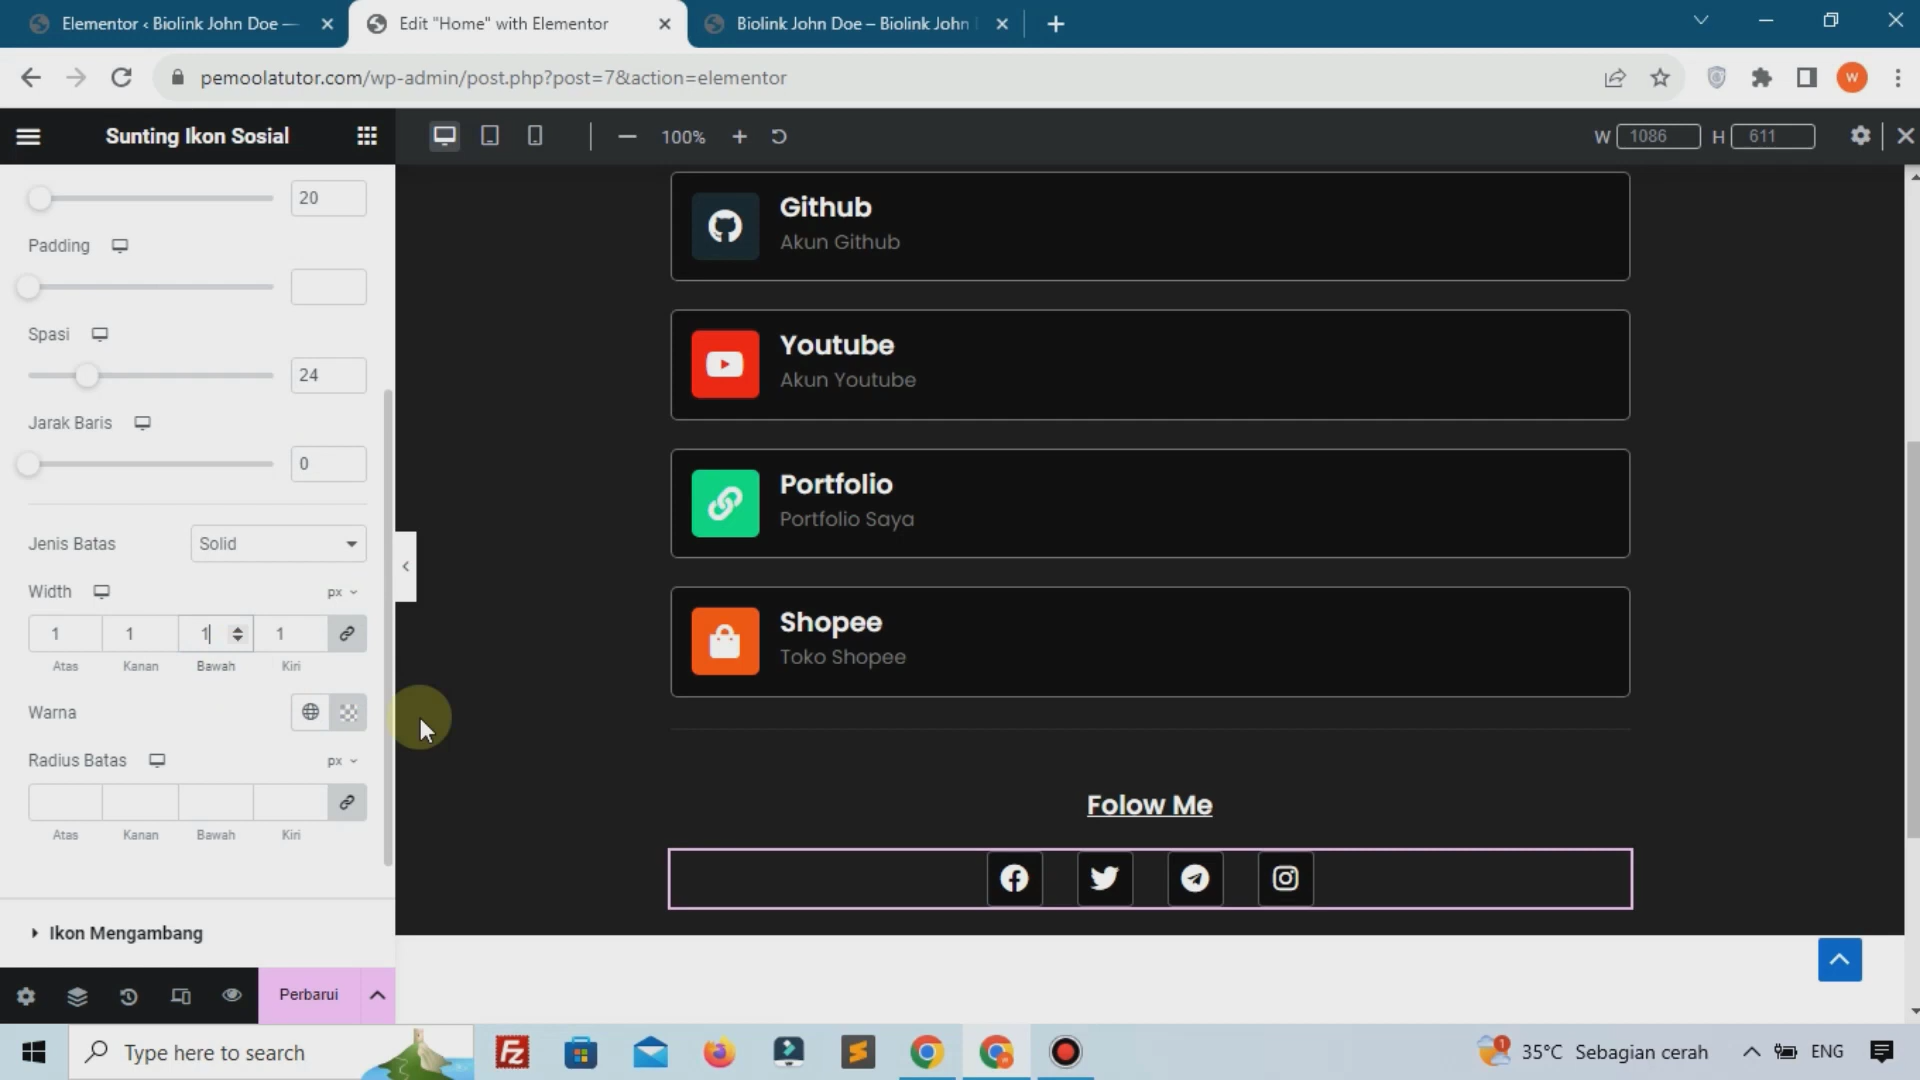 Elementor ‹ Biolink John Doe —
Edit "Home" with Elementor
Biolink John Doe – Biolink John
pemoolatutor.com/wp-admin/post.php?post=7&action=elementor
W
Sunting Ikon Sosial
100%
W 1086 H 611
20
Padding
Spasi
24
Jarak Baris
0
Jenis Batas
Solid
Width
px
1 1 1 1
Atas Kanan Bawah Kiri
Warna
Radius Batas
px
Atas Kanan Bawah Kiri
Ikon Mengambang
Perbarui
Github
Akun Github
Youtube
Akun Youtube
Portfolio
Portfolio Saya
Shopee
Toko Shopee
Folow Me
Type here to search
Fz
1
35°C Sebagian cerah
ENG